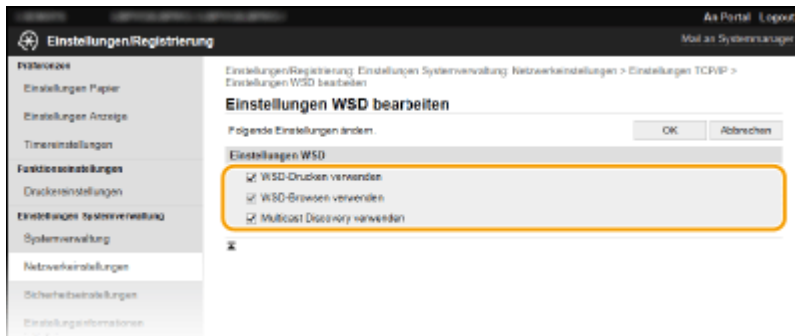 An Portal Logout
Einstellungen/Registrierung
Mail an Systemmanager
Präferenzen
Einstellungen Papier
Einstellungen Anzeige
Timereinstellungen
Funktionseinstellungen
Druckereinstellungen
Einstellungen Systemverwaltung
Systemverwaltung
Netzwerkeinstellungen
Sicherheitseinstellungen
Einstellungsinformationen
Einstellungen/Registrierung: Einstellungen Systemverwaltung: Netzwerkeinstellungen > Einstellungen TCP/IP >
Einstellungen WSD bearbeiten
Einstellungen WSD bearbeiten
Folgende Einstellungen ändern.
OK
Abbrechen
Einstellungen WSD
WSD-Drucken verwenden
WSD-Browsen verwenden
Multicast Discovery verwenden